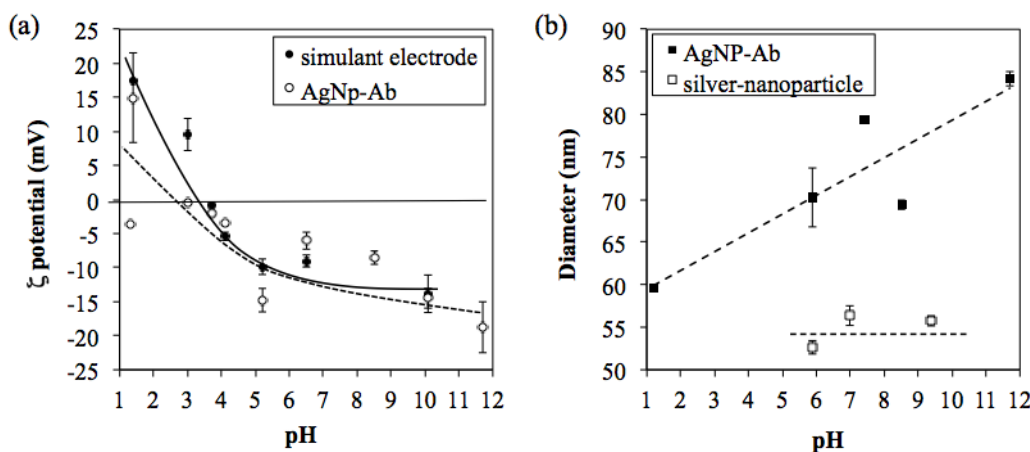 (a)
25
20
15
10
5
0
-5
-10
-15
-20
-25
ζ potential (mV)
simulant electrode
AgNp-Ab
1 2 3 4 5 6 7 8 9 10 11 12
pH
(b)
90
85
80
75
70
65
60
55
50
Diameter (nm)
AgNP-Ab
silver-nanoparticle
1 2 3 4 5 6 7 8 9 10 11 12
pH